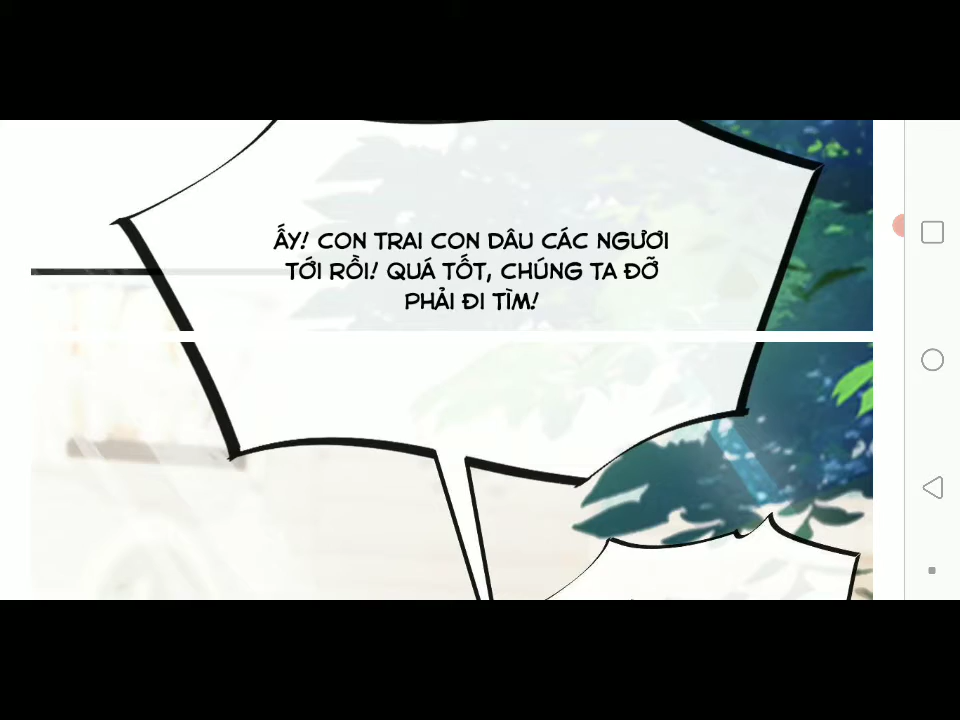 ẤY! CON TRAI CON DÂU CÁC NGƯƠI
TỚI RỒI! QUÁ TỐT, CHÚNG TA ĐỠ
PHẢI ĐI TÌM!